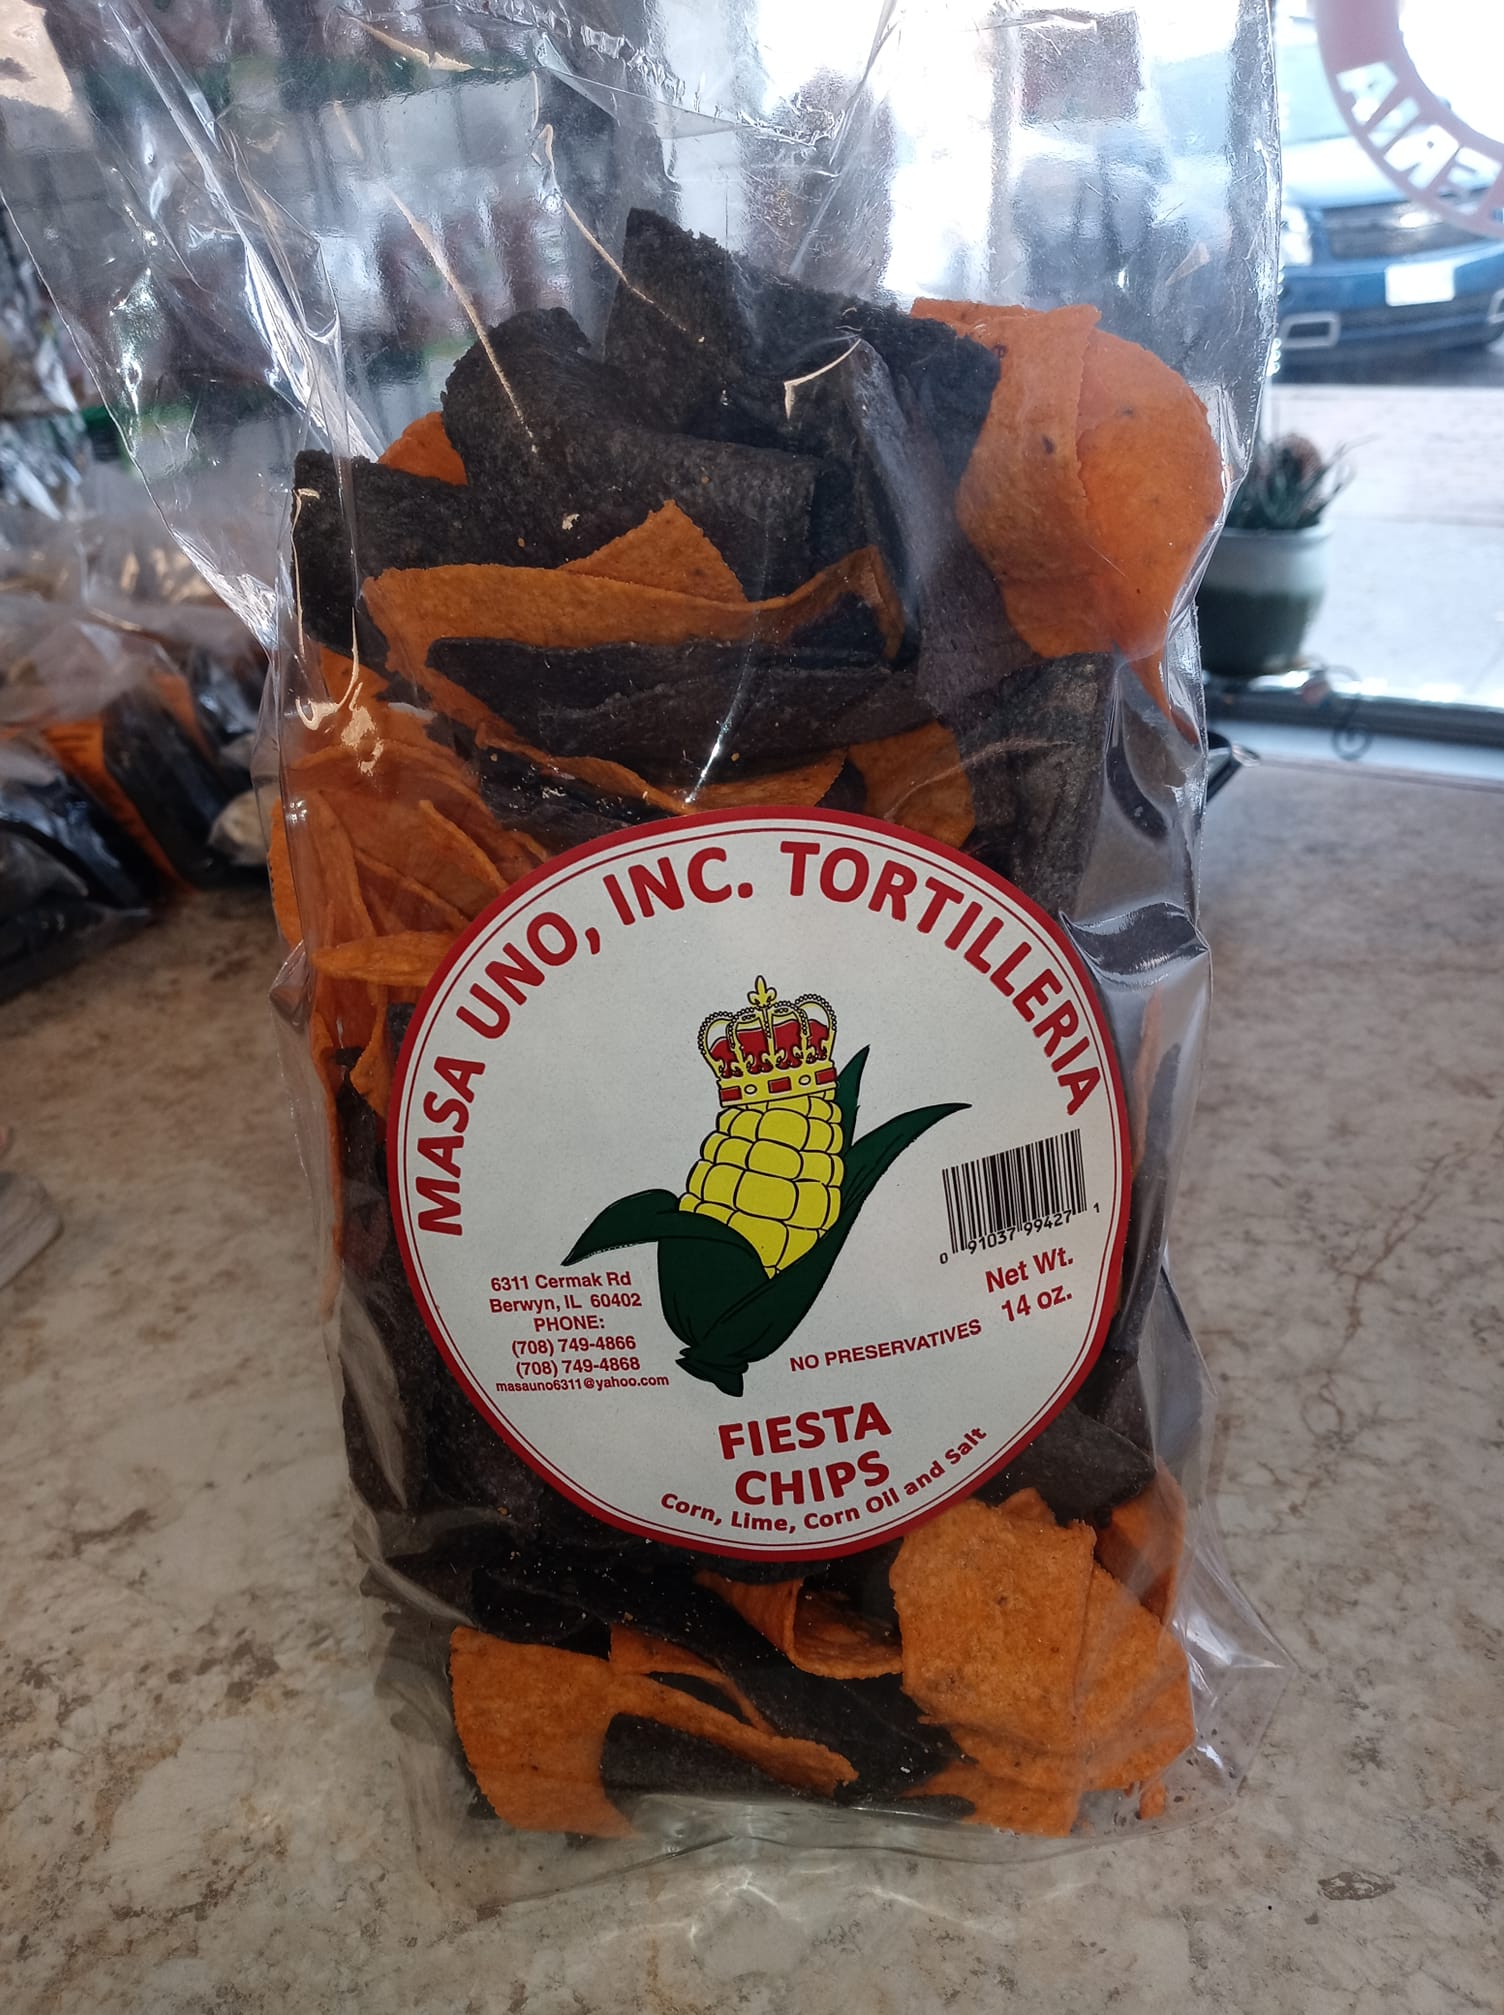 MASA UNO, INC. TORTILLERIA
6311 Cermak Rd
Berwyn, IL 60402
PHONE:
(708) 749-4866
(708) 749-4868
masauno6311@yahoo.com
0 91037 99427 1
Net Wt.
14 oz.
NO PRESERVATIVES
FIESTA
CHIPS
Corn, Lime, Corn Oil and Salt